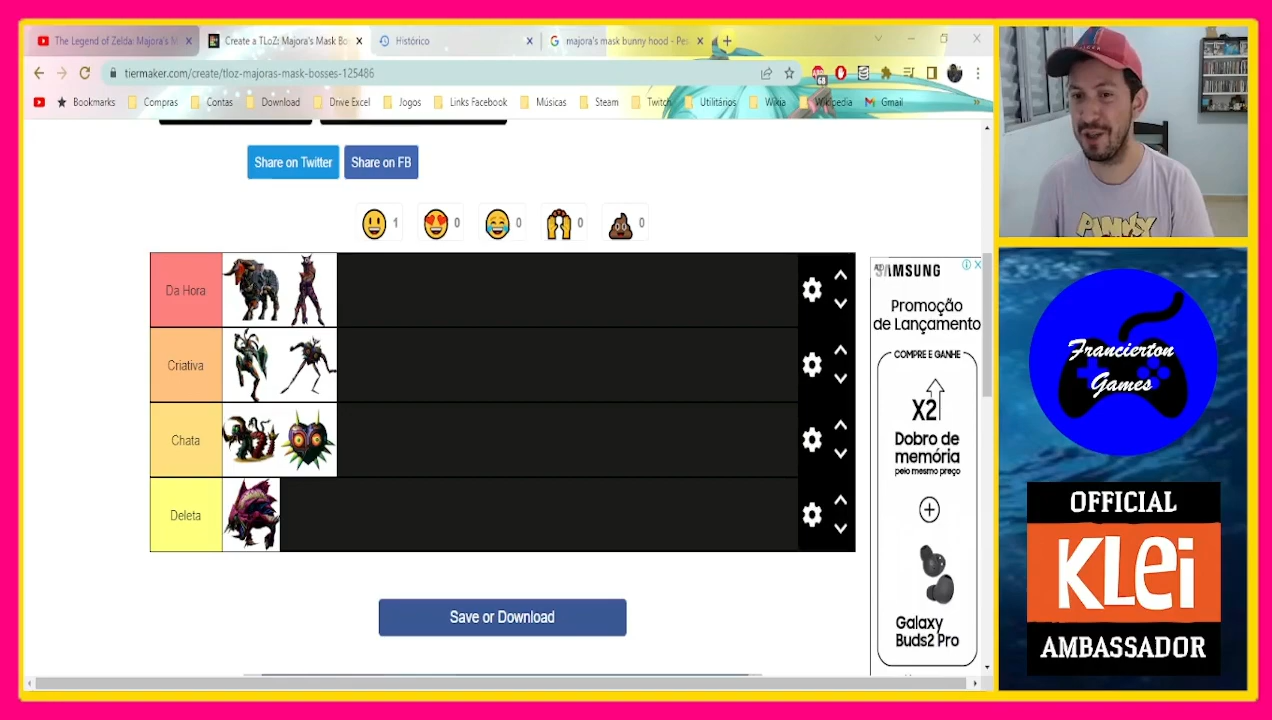 The Legend of Zelda: Majora's M
Create a TLoZ: Majora's Mask Bo
Histórico
majora's mask bunny hood - Pes
tiermaker.com/create/tloz-majoras-mask-bosses-125486
68
Bookmarks
Compras
Contas
Download
Drive Excel
Jogos
Links Facebook
Músicas
Steam
Twitch
Utilitários
Wikia
Wikipedia
Gmail
Share on Twitter
Share on FB
1
0
0
0
0
Da Hora
Criativa
Chata
Deleta
Save or Download
SAMSUNG
Promoção
de Lançamento
COMPRE E GANHE
X2
Dobro de
memória
pelo mesmo preço
Galaxy
Buds2 Pro
Francierton
Games
OFFICIAL
KLEi
AMBASSADOR